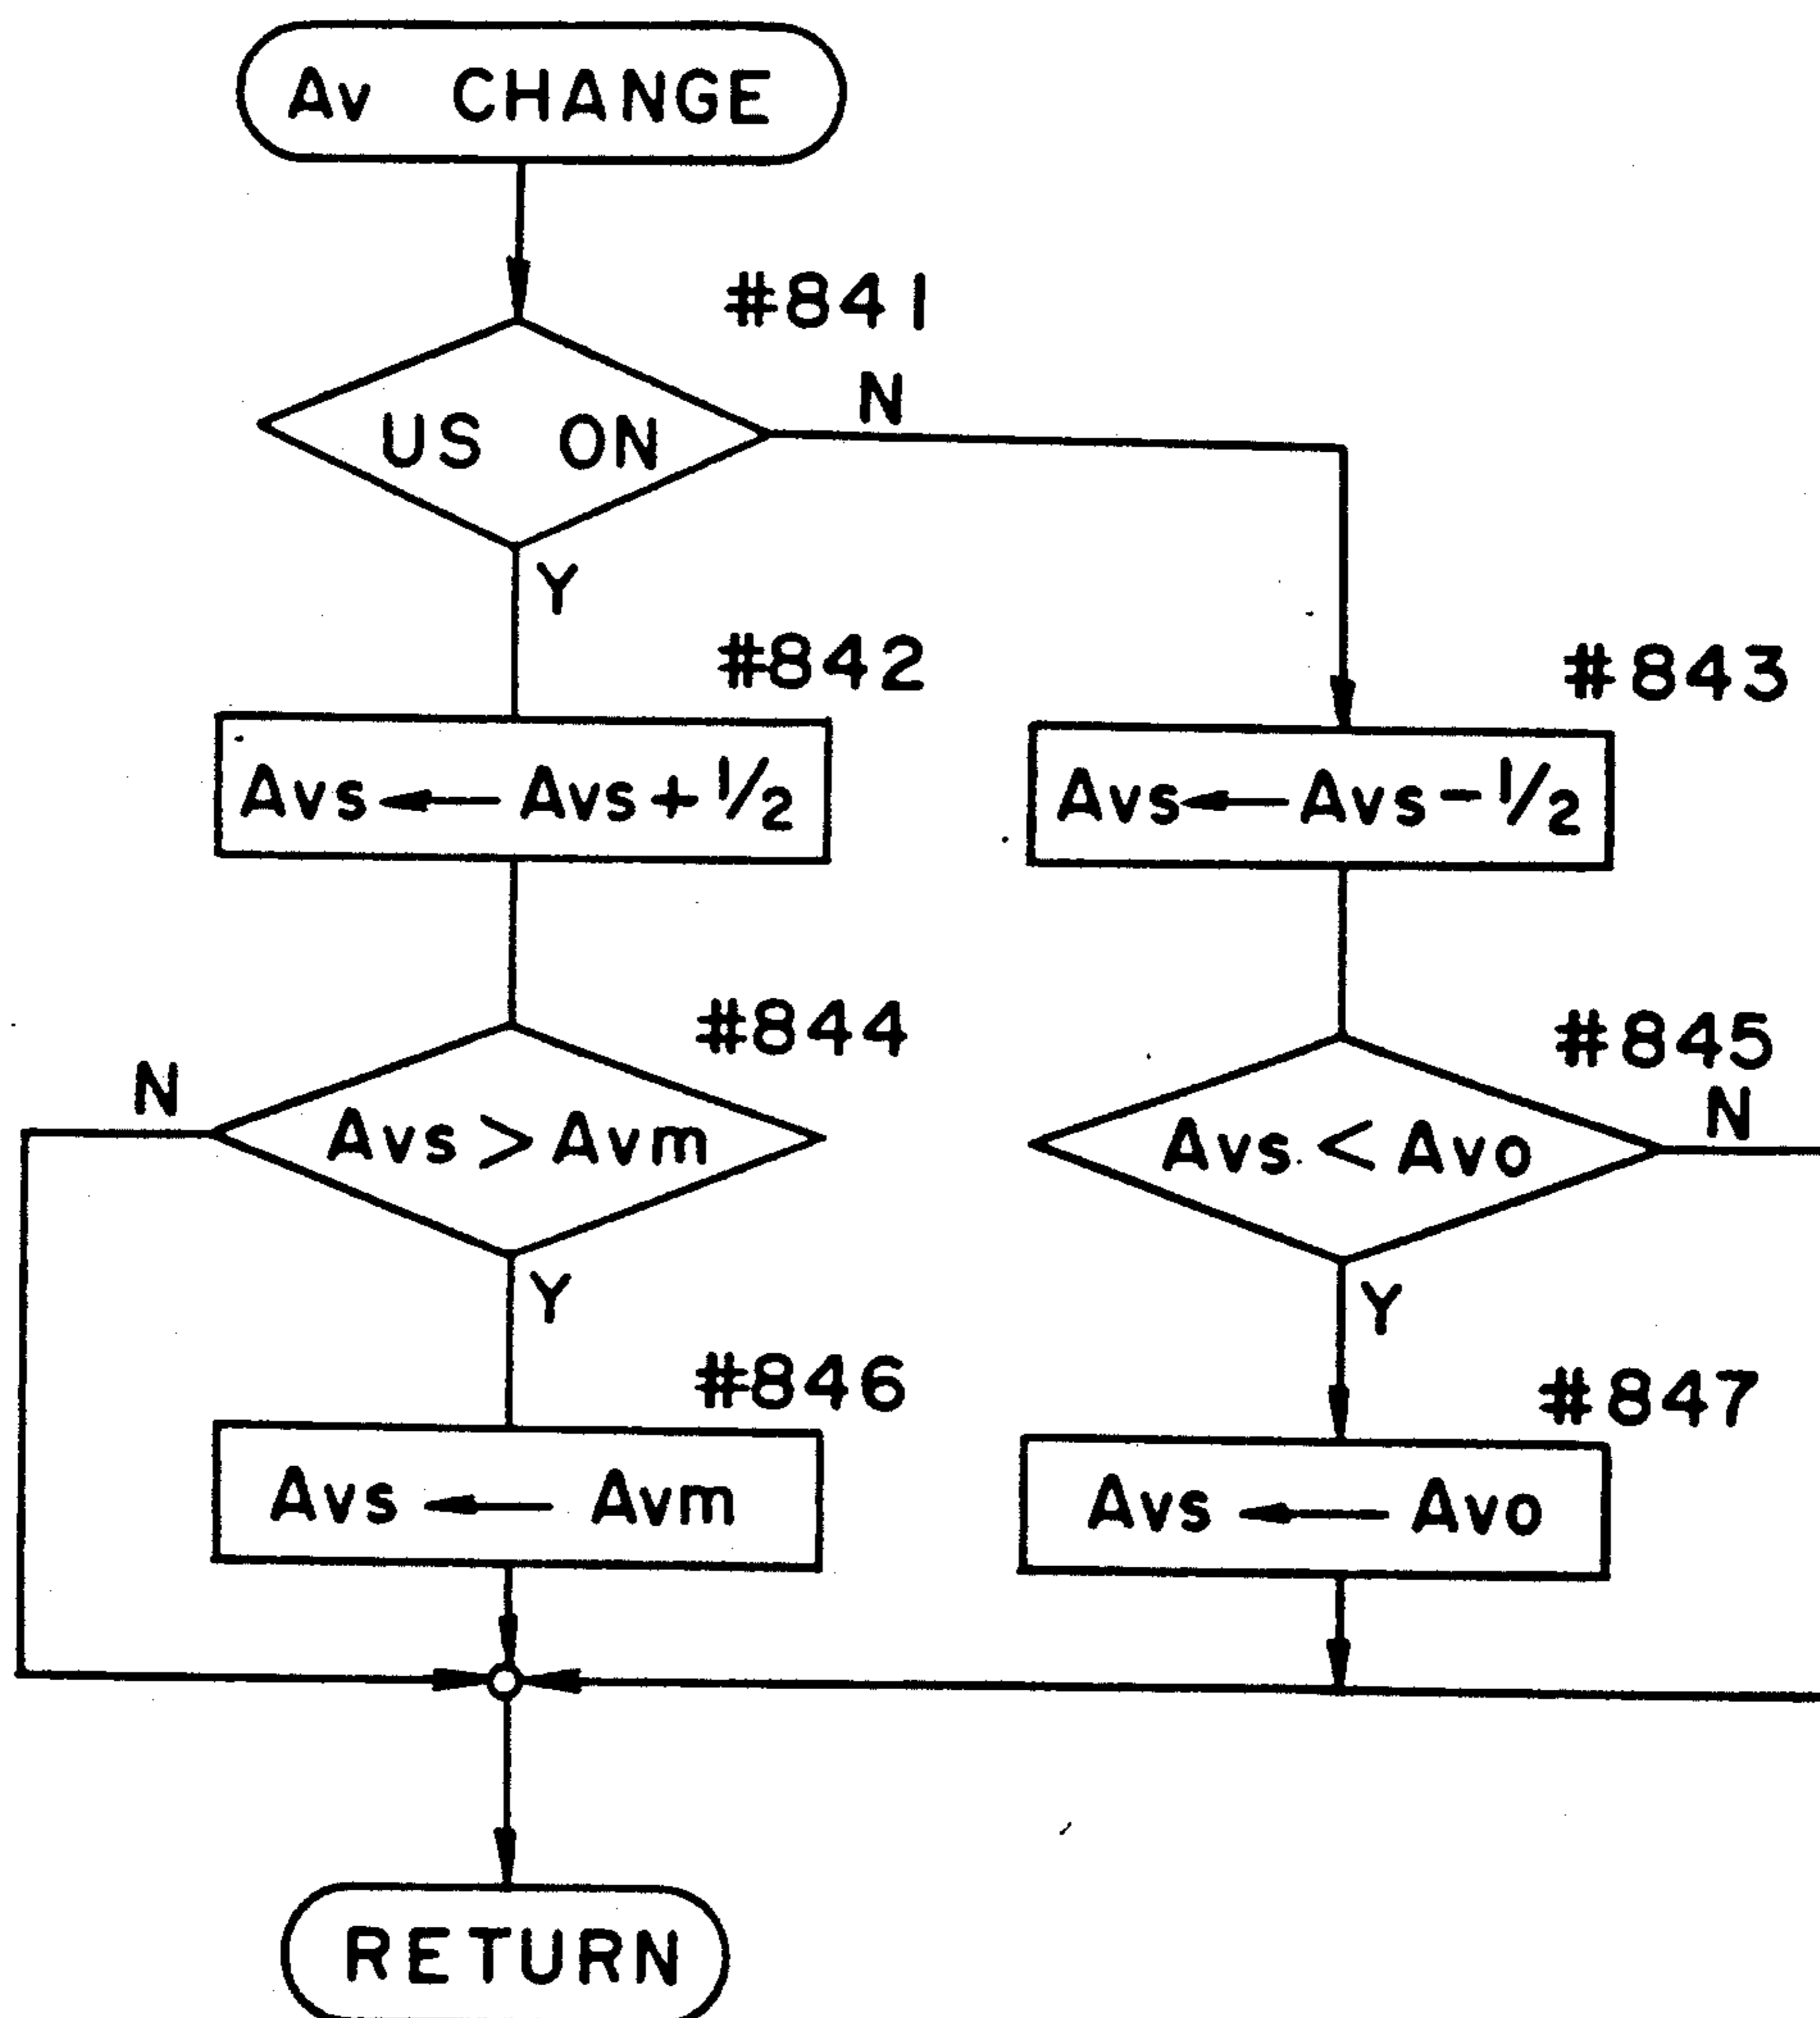 Av CHANGE
#841
US ON
N
Y
#842
#843
Avs ← Avs + 1/2
Avs ← Avs - 1/2
#844
#845
N
Avs > Avm
Avs < Avo
N
Y
Y
#846
#847
Avs ← Avm
Avs ← Avo
RETURN